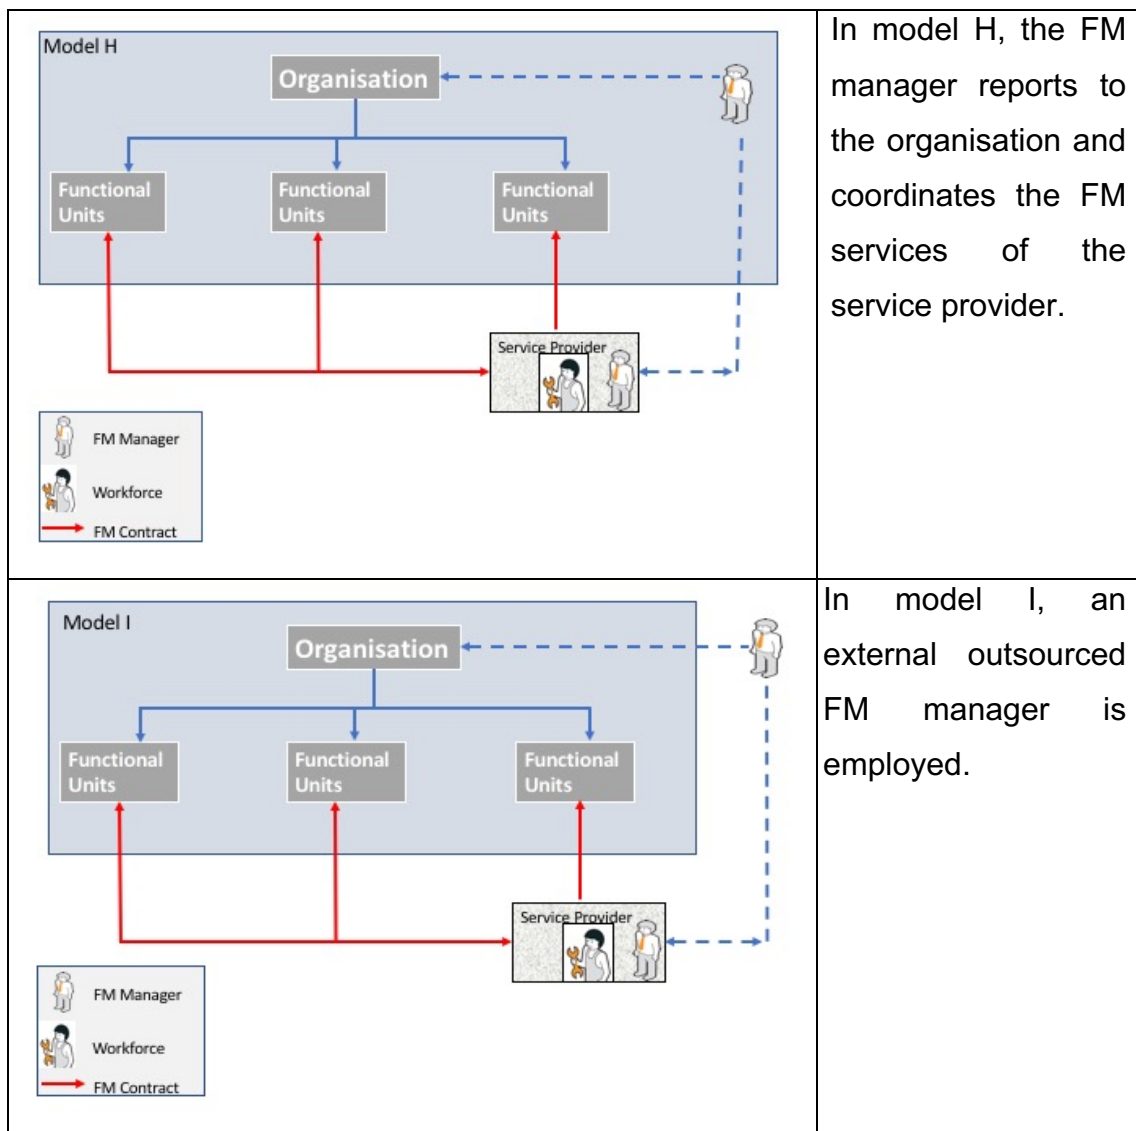 Model H
Organisation
Functional
Units
Functional
Units
Functional
Units
Service Provider
FM Manager
Workforce
FM Contract
In model H, the FM
manager reports to
the organisation and
coordinates the FM
services of the
service provider.
Model I
Organisation
Functional
Units
Functional
Units
Functional
Units
Service Provider
FM Manager
Workforce
FM Contract
In model I, an
external outsourced
FM manager is
employed.